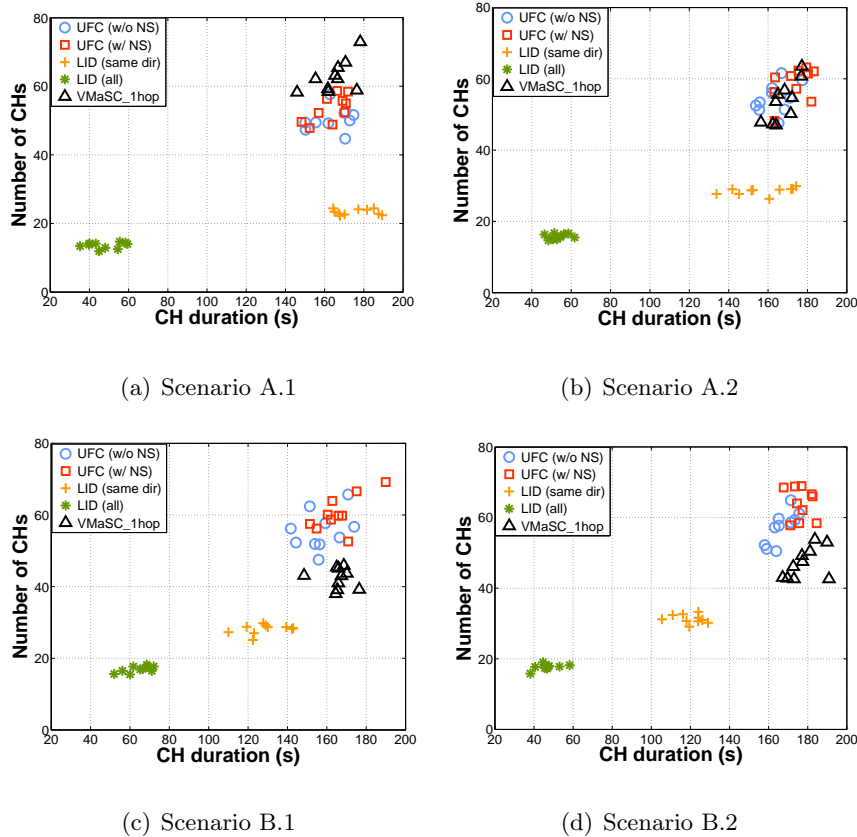 80
UFC (w/o NS)
UFC (w/ NS)
LID (same dir)
LID (all)
VMaSC_1hop
60
40
20
0
Number of CHs
20 40 60 80 100 120 140 160 180 200
CH duration (s)
(a) Scenario A.1
80
UFC (w/o NS)
UFC (w/ NS)
LID (same dir)
LID (all)
VMaSC_1hop
60
40
20
0
Number of CHs
20 40 60 80 100 120 140 160 180 200
CH duration (s)
(b) Scenario A.2
80
UFC (w/o NS)
UFC (w/ NS)
LID (same dir)
LID (all)
VMaSC_1hop
60
40
20
0
Number of CHs
20 40 60 80 100 120 140 160 180 200
CH duration (s)
(c) Scenario B.1
80
UFC (w/o NS)
UFC (w/ NS)
LID (same dir)
LID (all)
VMaSC_1hop
60
40
20
0
Number of CHs
20 40 60 80 100 120 140 160 180 200
CH duration (s)
(d) Scenario B.2